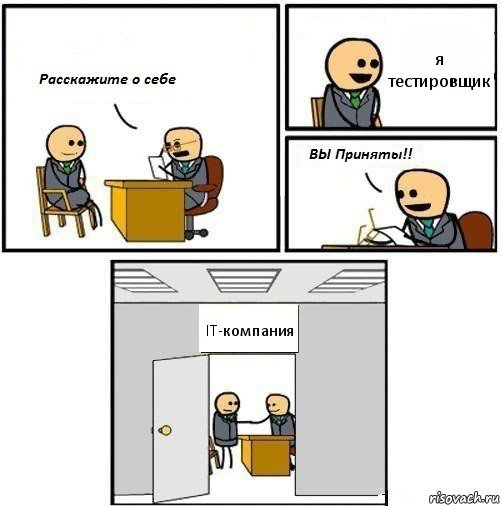 Расскажите о себе
я
тестировщик
ВЫ Приняты!!
IT-компания
risovach.ru